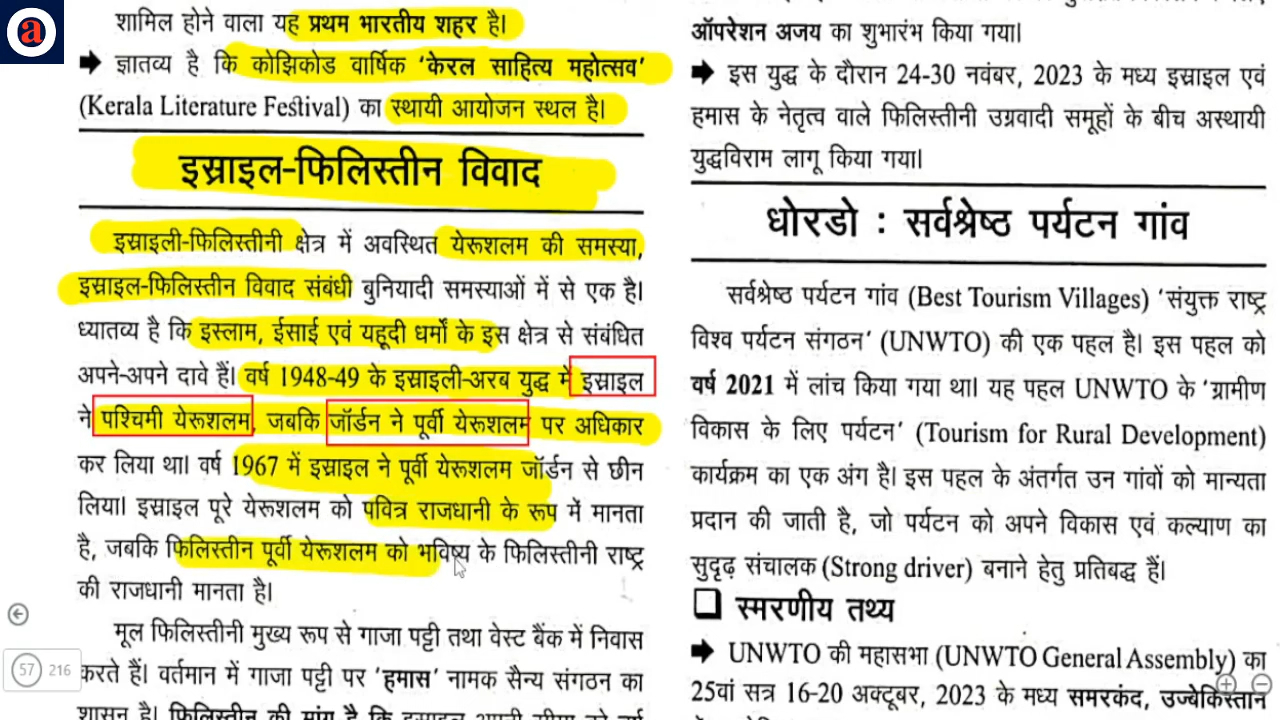 a
शामिल होने वाला यह प्रथम भारतीय शहर है।
ज्ञातव्य है कि कोझिकोड वार्षिक ‘केरल साहित्य महोत्सव’
(Kerala Literature Festival) का स्थायी आयोजन स्थल है।
इस्राइल-फिलिस्तीन विवाद
इस्राइली-फिलिस्तीनी क्षेत्र में अवस्थित येरूशलम की समस्या,
इस्राइल-फिलिस्तीन विवाद संबंधी बुनियादी समस्याओं में से एक है।
ध्यातव्य है कि इस्लाम, ईसाई एवं यहूदी धर्मों के इस क्षेत्र से संबंधित
अपने-अपने दावे हैं। वर्ष 1948-49 के इस्राइली-अरब युद्ध में इस्राइल
ने पश्चिमी येरूशलम, जबकि जॉर्डन ने पूर्वी येरूशलम पर अधिकार
कर लिया था। वर्ष 1967 में इस्राइल ने पूर्वी येरूशलम जॉर्डन से छीन
लिया। इस्राइल पूरे येरूशलम को पवित्र राजधानी के रूप में मानता
है, जबकि फिलिस्तीन पूर्वी येरूशलम को भविष्य के फिलिस्तीनी राष्ट्र
की राजधानी मानता है।
मूल फिलिस्तीनी मुख्य रूप से गाजा पट्टी तथा वेस्ट बैंक में निवास
करते हैं। वर्तमान में गाजा पट्टी पर ‘हमास’ नामक सैन्य संगठन का
शासन है। फिलिस्तीन की मांग है कि इस्राइल अपनी सीमा को वर्ष
57 216
ऑपरेशन अजय का शुभारंभ किया गया।
इस युद्ध के दौरान 24-30 नवंबर, 2023 के मध्य इस्राइल एवं
हमास के नेतृत्व वाले फिलिस्तीनी उग्रवादी समूहों के बीच अस्थायी
युद्धविराम लागू किया गया।
धोरडो : सर्वश्रेष्ठ पर्यटन गांव
सर्वश्रेष्ठ पर्यटन गांव (Best Tourism Villages) ‘संयुक्त राष्ट्र
विश्व पर्यटन संगठन’ (UNWTO) की एक पहल है। इस पहल को
वर्ष 2021 में लांच किया गया था। यह पहल UNWTO के ‘ग्रामीण
विकास के लिए पर्यटन’ (Tourism for Rural Development)
कार्यक्रम का एक अंग है। इस पहल के अंतर्गत उन गांवों को मान्यता
प्रदान की जाती है, जो पर्यटन को अपने विकास एवं कल्याण का
सुदृढ़ संचालक (Strong driver) बनाने हेतु प्रतिबद्ध हैं।
स्मरणीय तथ्य
UNWTO की महासभा (UNWTO General Assembly) का
25वां सत्र 16-20 अक्टूबर, 2023 के मध्य समरकंद, उज्बेकिस्तान